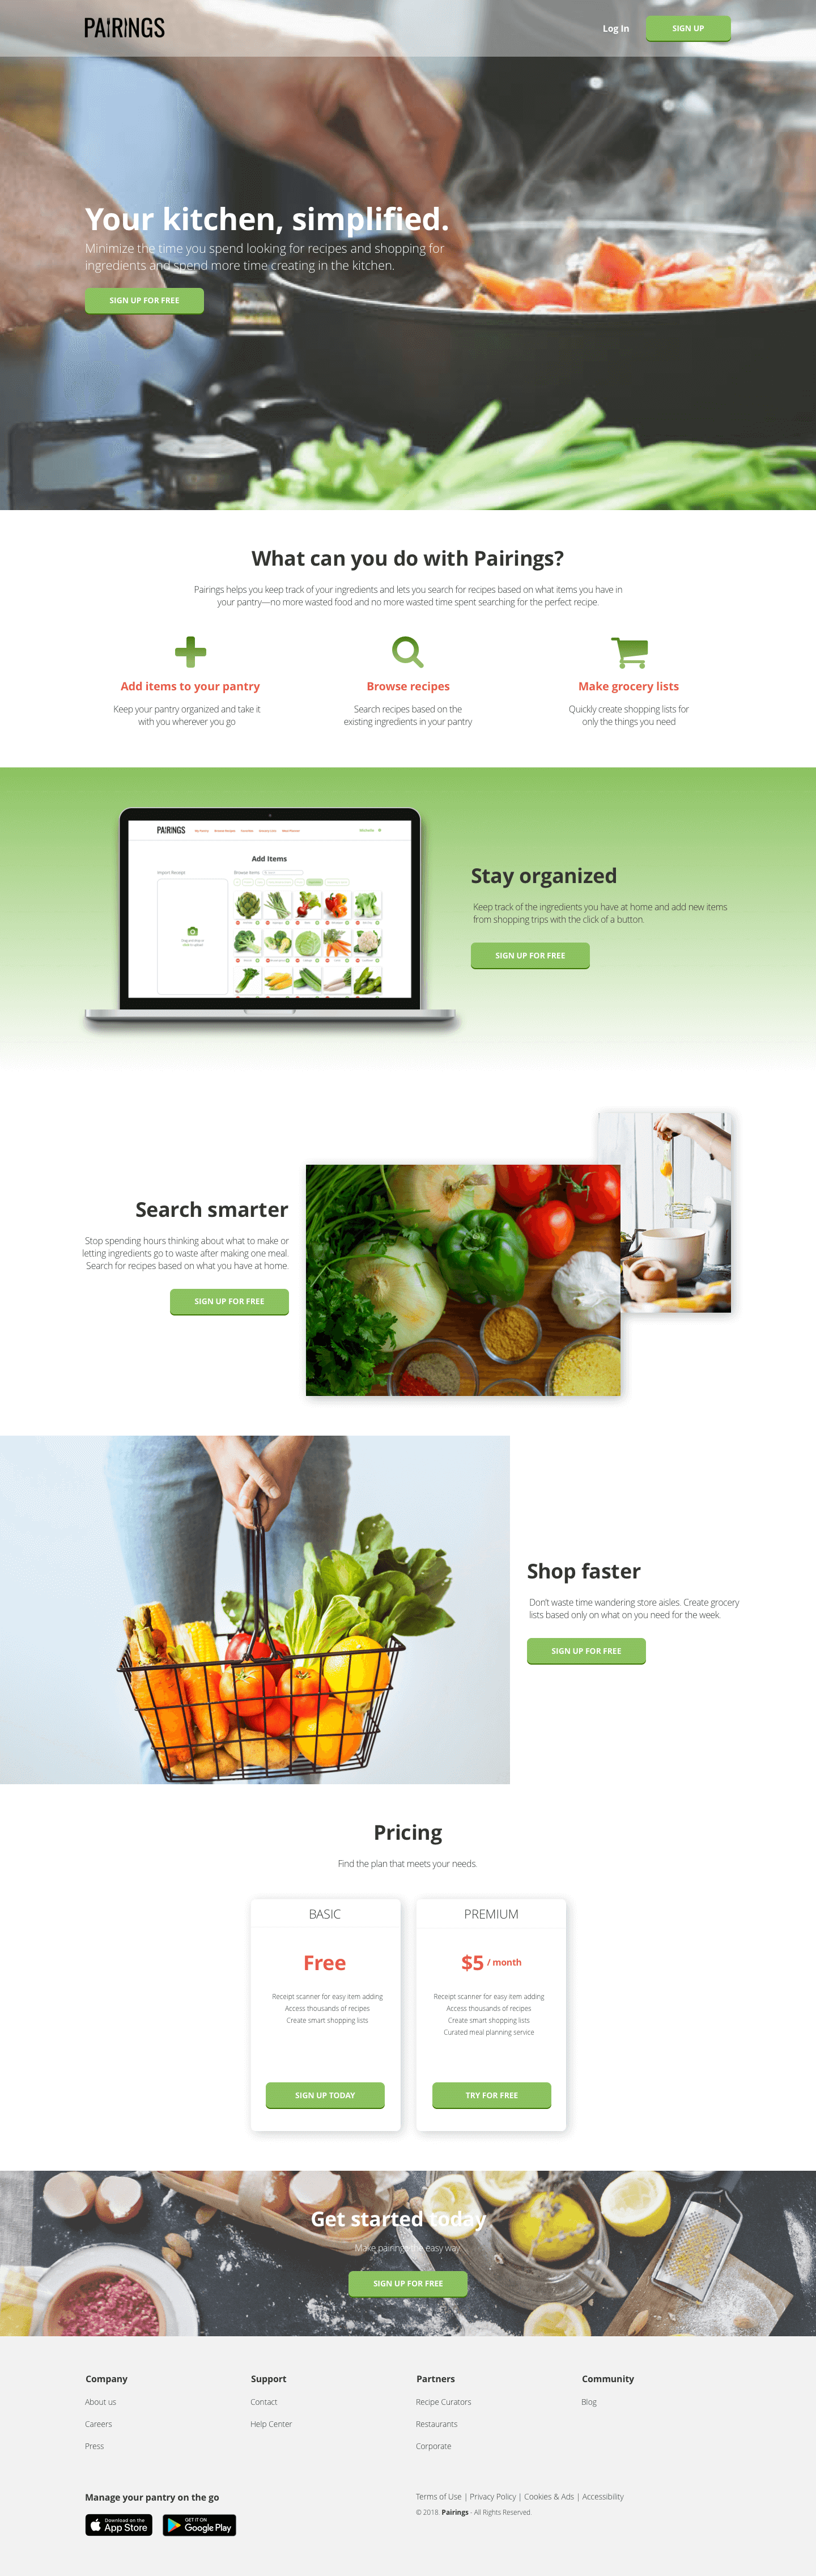 PAIRINGS
Log In
SIGN UP
Your kitchen, simplified.
Minimize the time you spend looking for recipes and shopping for
ingredients and spend more time creating in the kitchen.
SIGN UP FOR FREE
What can you do with Pairings?
Pairings helps you keep track of your ingredients and lets you search for recipes based on what items you have in
your pantry—no more wasted food and no more wasted time spent searching for the perfect recipe.
Add items to your pantry
Keep your pantry organized and take it
with you wherever you go
Browse recipes
Search recipes based on the
existing ingredients in your pantry
Make grocery lists
Quickly create shopping lists for
only the things you need
PAIRINGS
Add Items
Import Receipt
Browse Items
Stay organized
Keep track of the ingredients you have at home and add new items
from shopping trips with the click of a button.
SIGN UP FOR FREE
Search smarter
Stop spending hours thinking about what to make or
letting ingredients go to waste after making one meal.
Search for recipes based on what you have at home.
SIGN UP FOR FREE
Shop faster
Don't waste time wandering store aisles. Create grocery
lists based only on what on you need for the week.
SIGN UP FOR FREE
Pricing
Find the plan that meets your needs.
BASIC
Free
Receipt scanner for easy item adding
Access thousands of recipes
Create smart shopping lists
SIGN UP TODAY
PREMIUM
$5 / month
Receipt scanner for easy item adding
Access thousands of recipes
Create smart shopping lists
Curated meal planning service
TRY FOR FREE
Get started today
Make pairings the easy way.
SIGN UP FOR FREE
Company
About us
Careers
Press
Support
Contact
Help Center
Partners
Recipe Curators
Restaurants
Corporate
Community
Blog
Manage your pantry on the go
Download on the
App Store
GET IT ON
Google Play
Terms of Use | Privacy Policy | Cookies & Ads | Accessibility
© 2018. Pairings - All Rights Reserved.